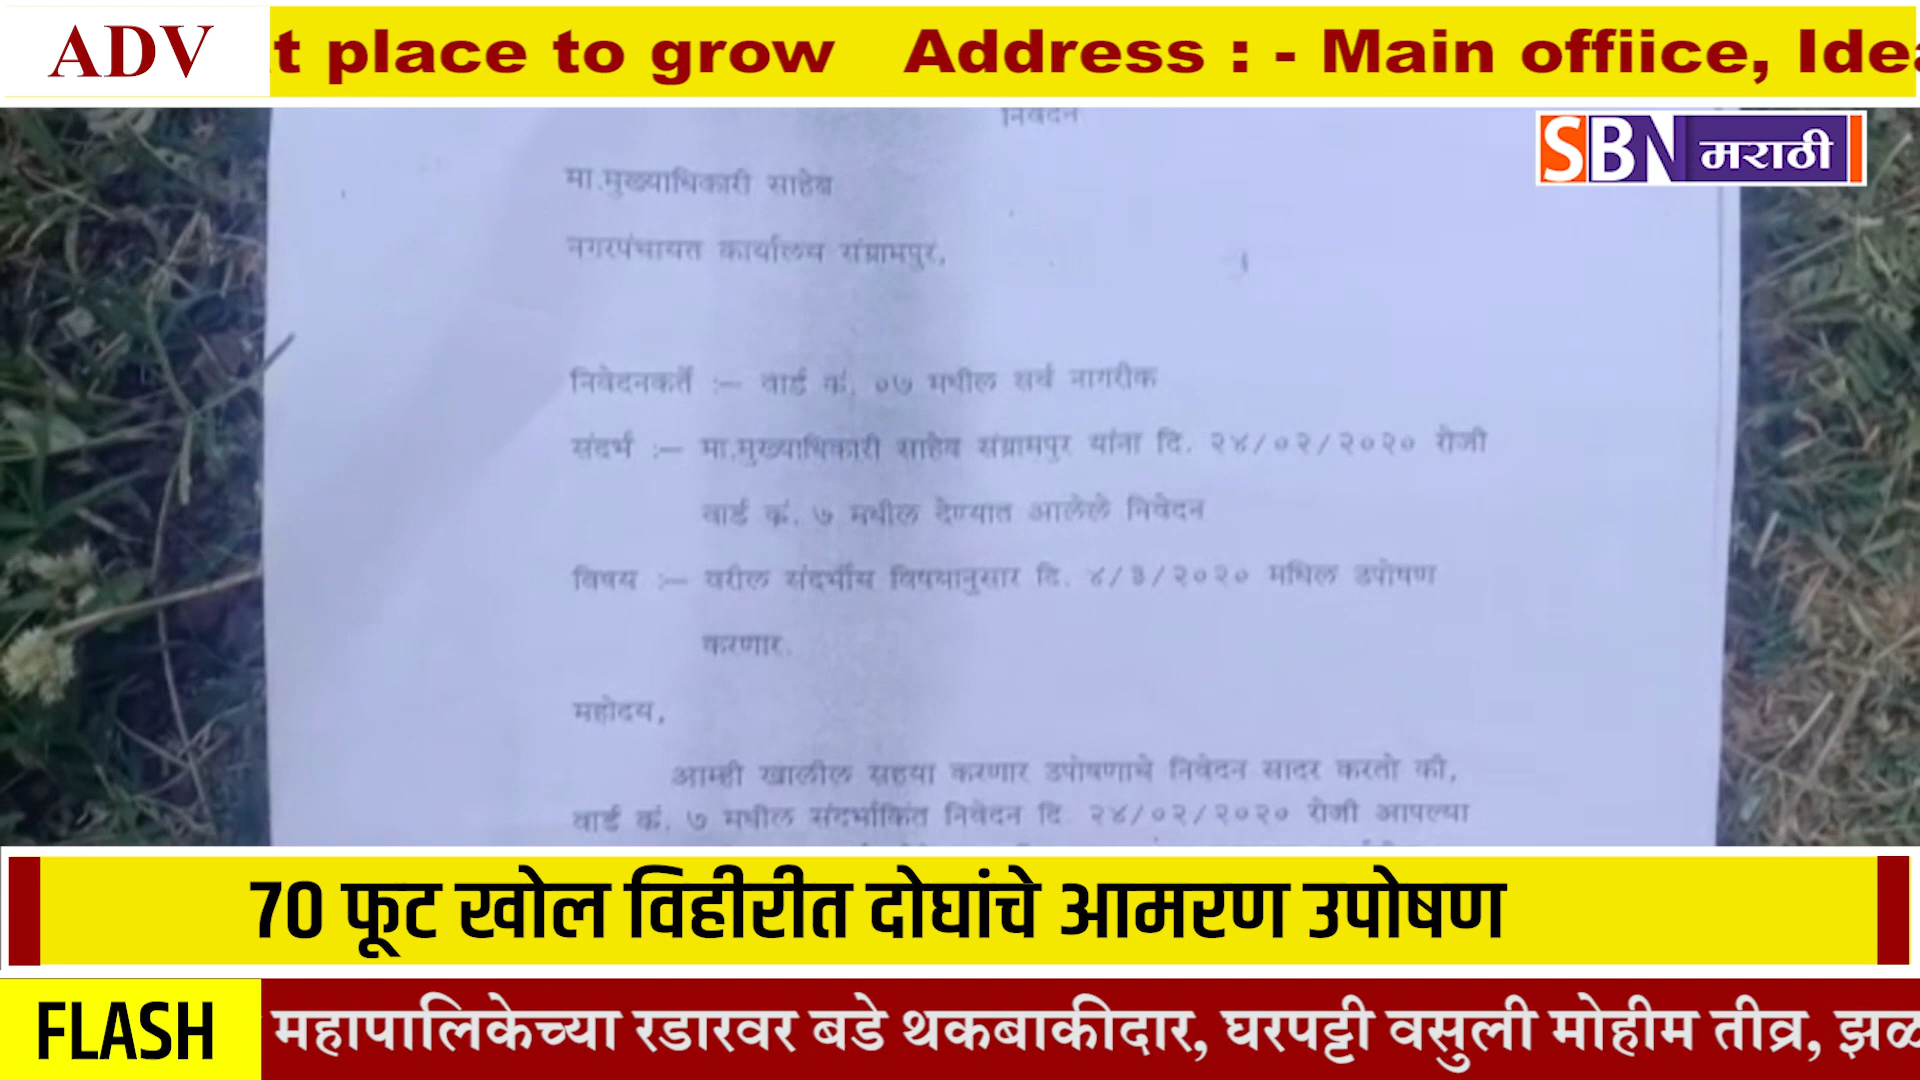 ADV
t place to grow Address : - Main offiice, Idea
SBN मराठी
निवेदन
मा.मुख्याधिकारी साहेब
नगरपंचायत कार्यालय संग्रामपुर.
निवेदनकर्ते :– वार्ड कं. ०७ मधील सर्व नागरीक
संदर्भ :– मा.मुख्याधिकारी साहेब संग्रामपुर यांना दि. २४/०२/२०२० रोजी
वार्ड कं. ७ मधील देण्यात आलेले निवेदन
विषय :– वरील संदर्भीय विषयानुसार दि. ४/३/२०२० मधिल उपोषण
करणार.
महोदय,
आम्ही खालील सहया करणार उपोषणाचे निवेदन सादर करतो की,
वार्ड कं. ७ मधील संदर्भाकित निवेदन दि. २४/०२/२०२० रोजी आपल्या
70 फूट खोल विहीरीत दोघांचे आमरण उपोषण
FLASH
महापालिकेच्या रडारवर बडे थकबाकीदार, घरपट्टी वसुली मोहीम तीव्र, झळ